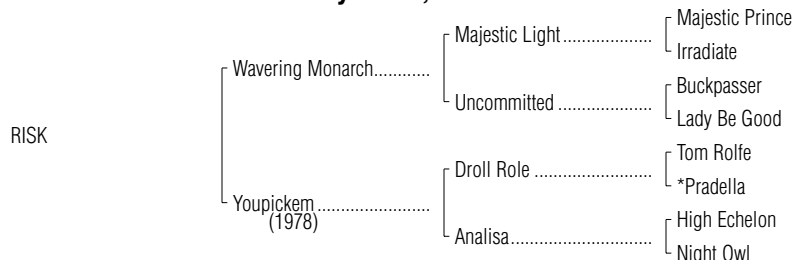 Majestic Prince
Majestic Light....................
Irradiate
Wavering Monarch............
Buckpasser
Uncommitted .....................
Lady Be Good
RISK
Tom Rolfe
Droll Role ...........................
*Pradella
Youpickem .........................
(1978)
High Echelon
Analisa................................
Night Owl